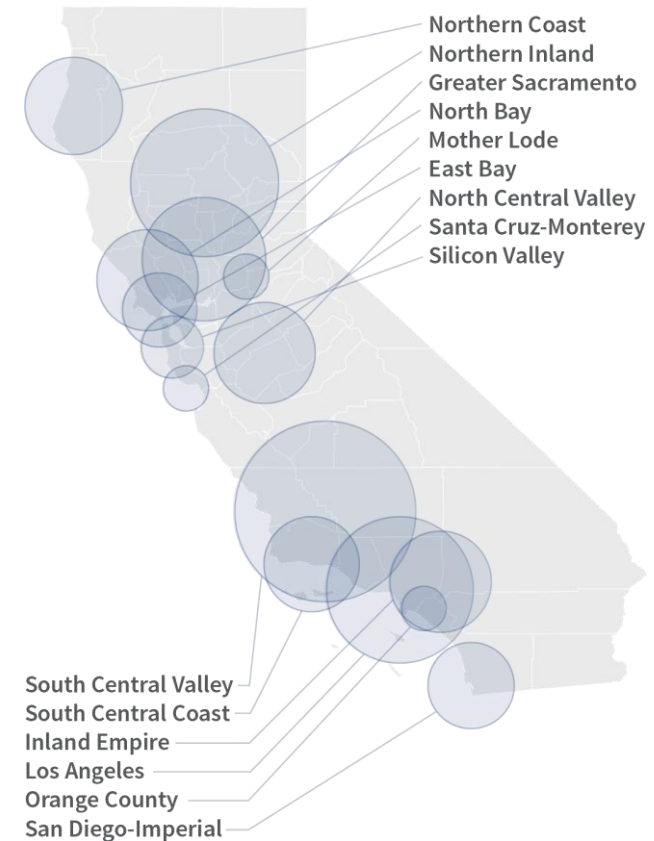 Northern Coast
Northern Inland
Greater Sacramento
North Bay
Mother Lode
East Bay
North Central Valley
Santa Cruz-Monterey
Silicon Valley
South Central Valley
South Central Coast
Inland Empire
Los Angeles
Orange County
San Diego-Imperial